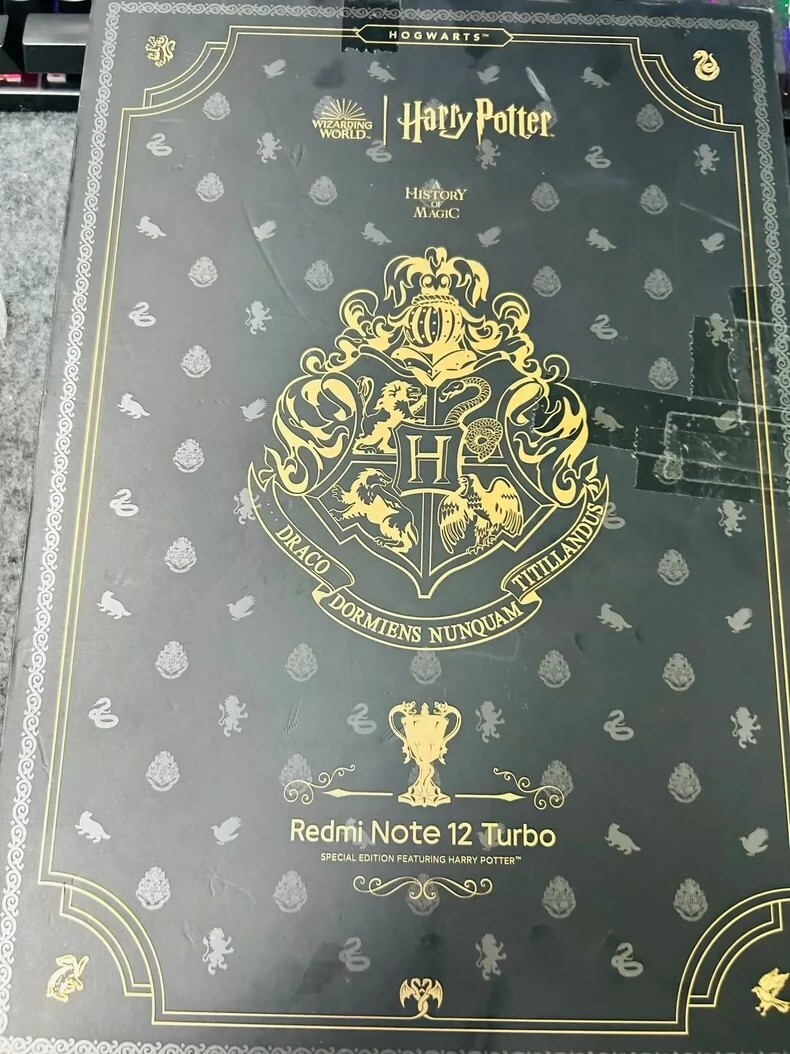 HOGWARTS™
WIZARDING
WORLD™
Harry Potter
A
HISTORY
OF
MAGIC
H
DRACO
DORMIENS NUNQUAM
TITILLANDUS
Redmi Note 12 Turbo
SPECIAL EDITION FEATURING HARRY POTTER™